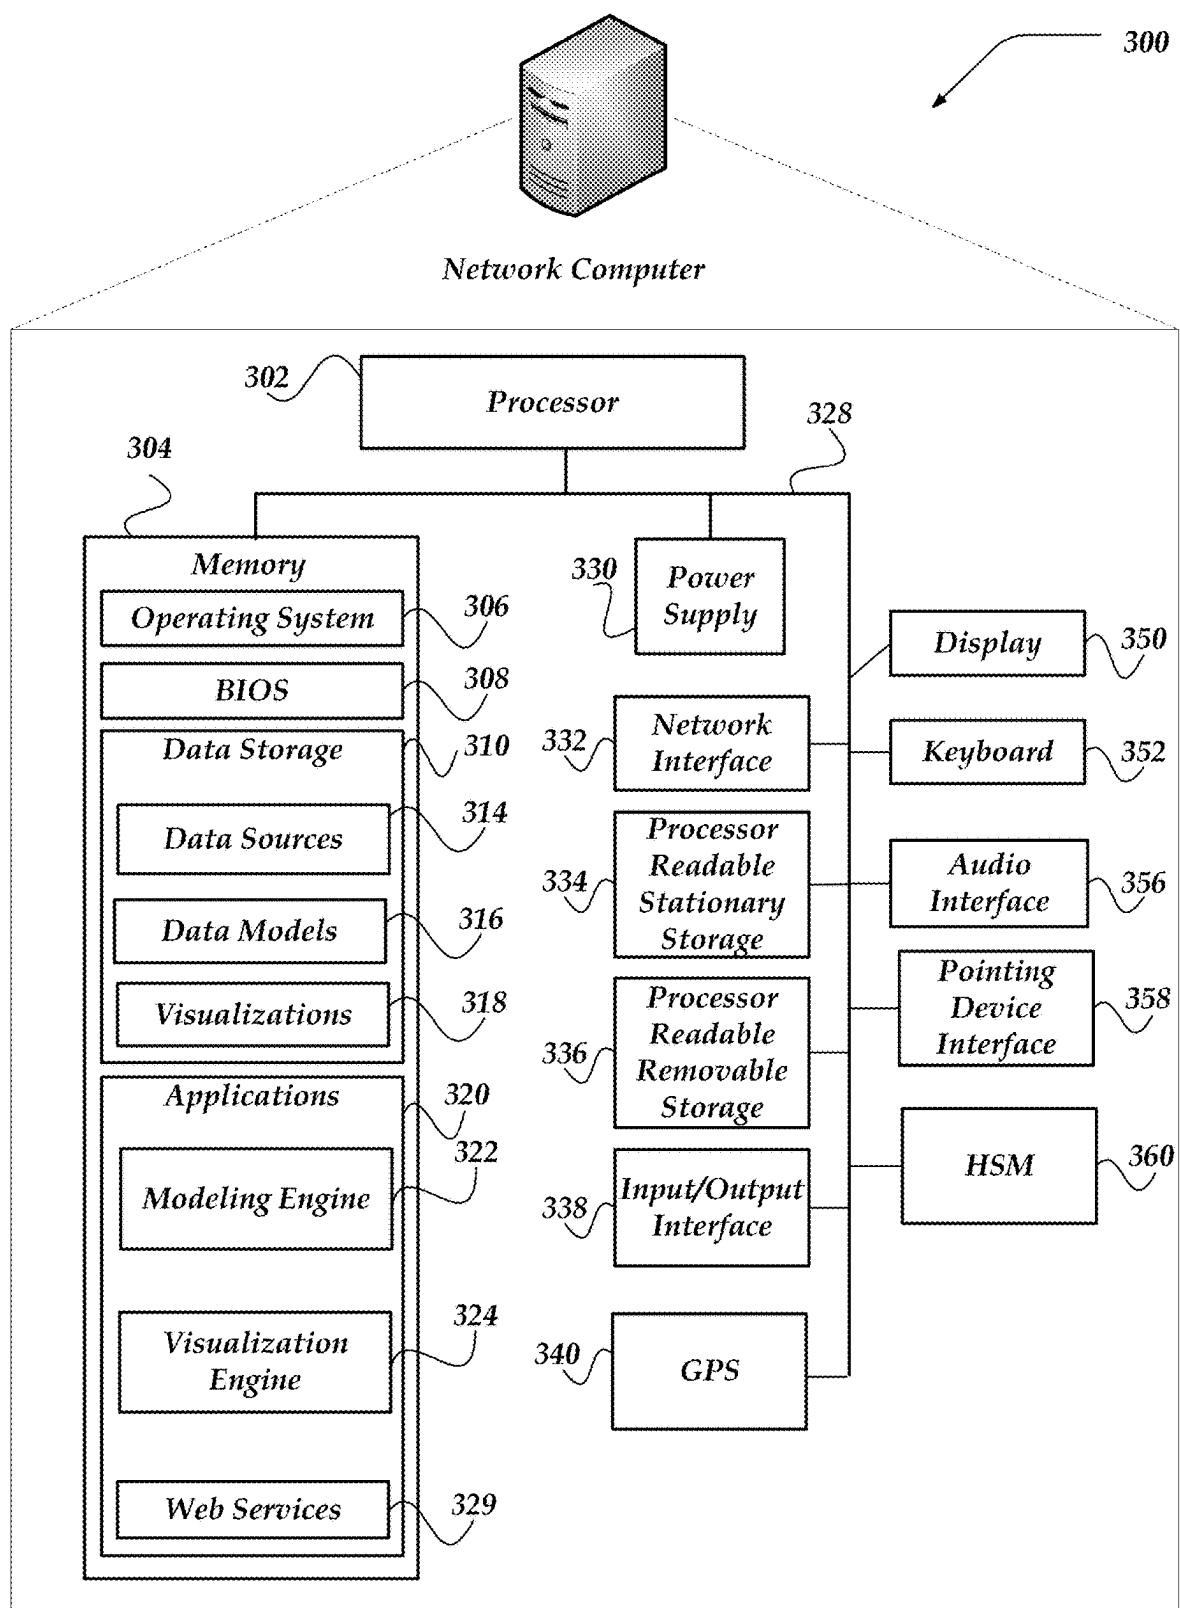 300
Network Computer
302
Processor
328
304
Memory
Operating System
306
BIOS
308
Data Storage
310
Data Sources
314
Data Models
316
Visualizations
318
Applications
320
Modeling Engine
322
Visualization
Engine
324
Web Services
329
330
Power
Supply
332
Network
Interface
334
Processor
Readable
Stationary
Storage
336
Processor
Readable
Removable
Storage
338
Input/Output
Interface
340
GPS
Display
350
Keyboard
352
Audio
Interface
356
Pointing
Device
Interface
358
HSM
360